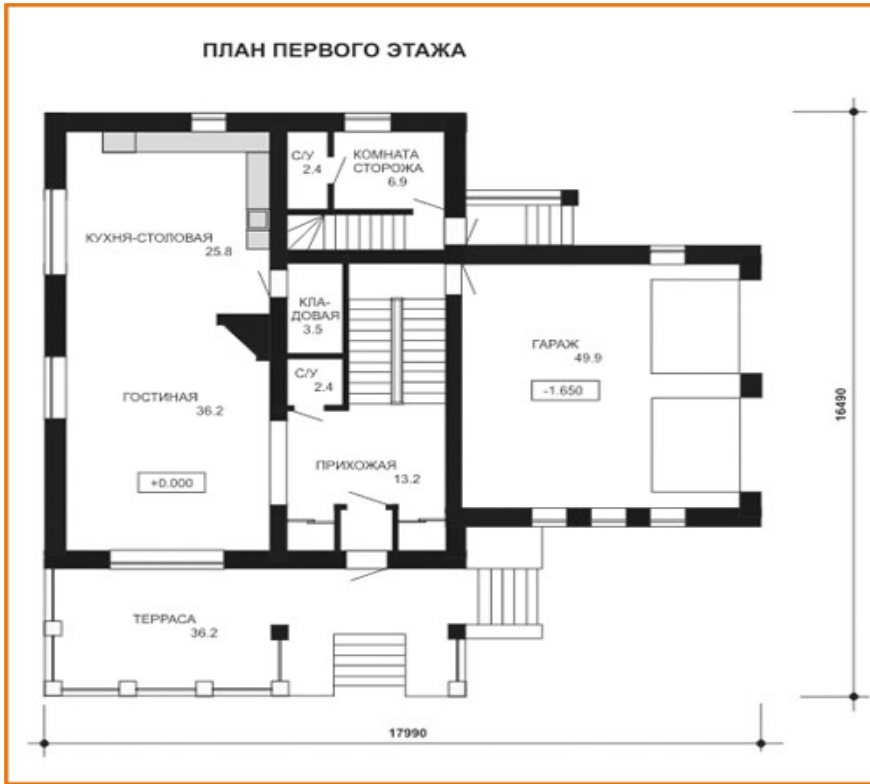 ПЛАН ПЕРВОГО ЭТАЖА
С/У
2.4
КОМНАТА
СТОРОЖА
6.9
КУХНЯ-СТОЛОВАЯ
25.8
КЛА-
ДОВАЯ
3.5
ГАРАЖ
49.9
-1.650
С/У
2.4
ГОСТИНАЯ
36.2
+0.000
ПРИХОЖАЯ
13.2
16490
ТЕРРАСА
36.2
17990